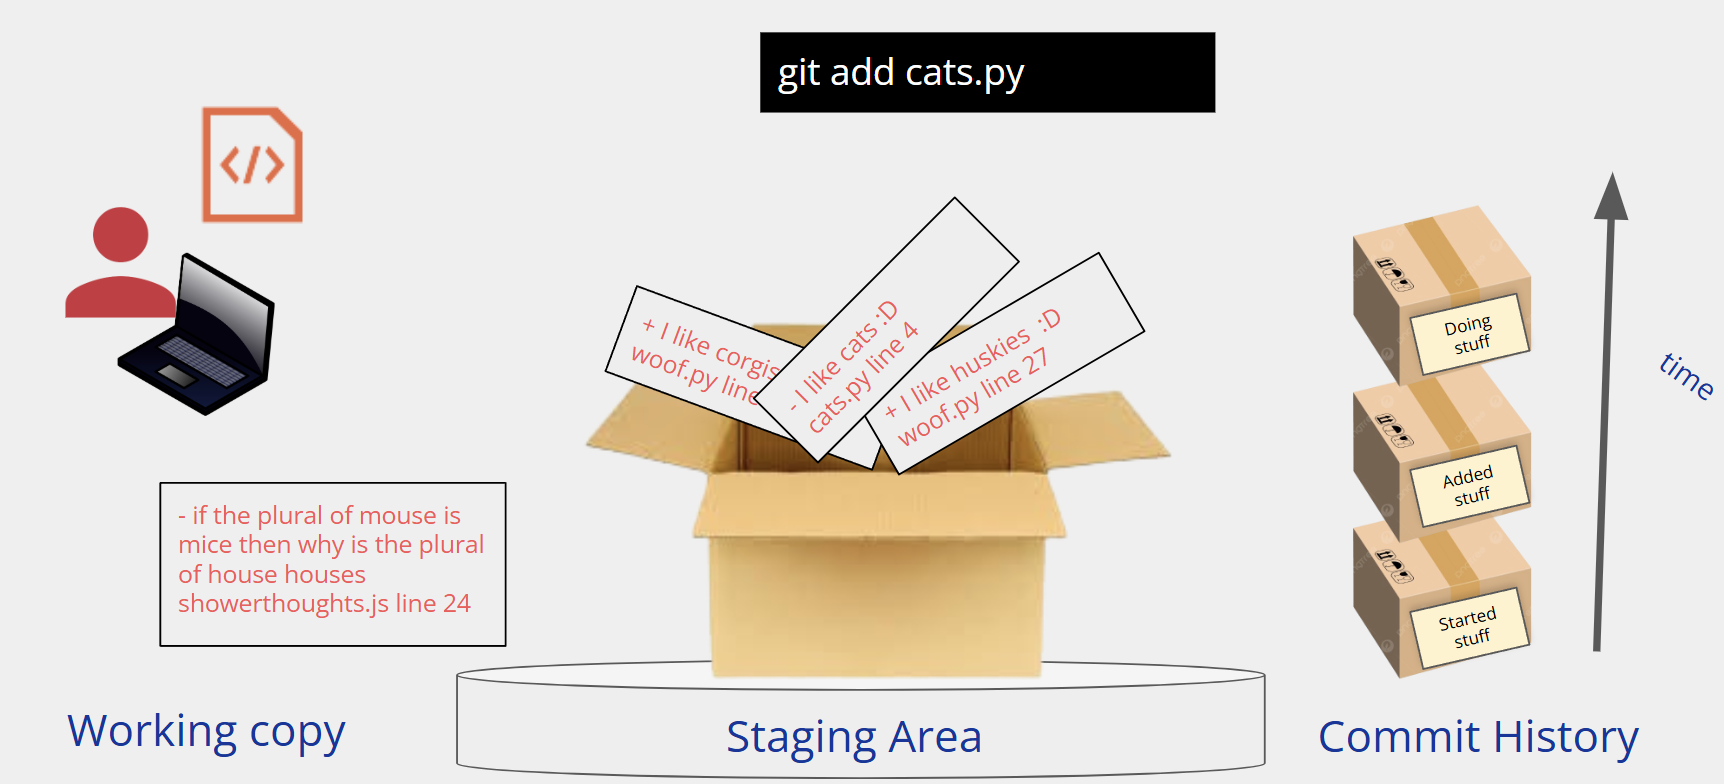 git add cats.py
</>
+ I like corgis
woof.py line
- I like cats :D
cats.py line 4
+ I like huskies :D
woof.py line 27
- if the plural of mouse is
mice then why is the plural
of house houses
showerthoughts.js line 24
Doing
stuff
Added
stuff
Started
stuff
time
Working copy
Staging Area
Commit History